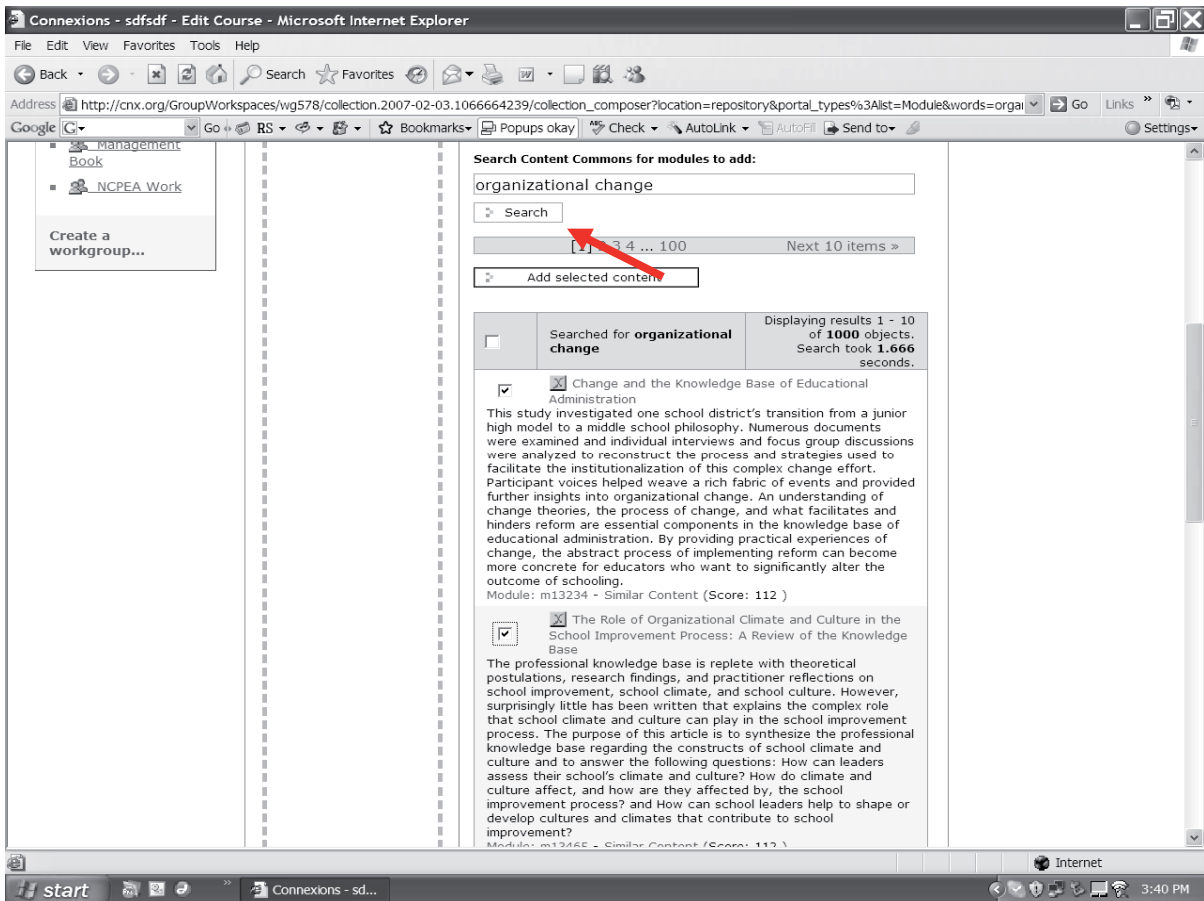 Connexions - sdfsdf - Edit Course - Microsoft Internet Explorer
File Edit View Favorites Tools Help
Back Search Favorites
Address http://cnx.org/GroupWorkspaces/wg578/collection.2007-02-03.1066664239/collection_composer?location=repository&portal_types%3Alist=Module&words=orga Go Links »
Google G Go RS Bookmarks Popups okay Check AutoLink AutoFill Send to Settings
Management
Book
NCPEA Work
Create a
workgroup...
Search Content Commons for modules to add:
organizational change
Search
[1] 2 3 4 ... 100 Next 10 items »
Add selected content
Searched for organizational
change
Displaying results 1 - 10
of 1000 objects.
Search took 1.666
seconds.
Change and the Knowledge Base of Educational
Administration
This study investigated one school district's transition from a junior
high model to a middle school philosophy. Numerous documents
were examined and individual interviews and focus group discussions
were analyzed to reconstruct the process and strategies used to
facilitate the institutionalization of this complex change effort.
Participant voices helped weave a rich fabric of events and provided
further insights into organizational change. An understanding of
change theories, the process of change, and what facilitates and
hinders reform are essential components in the knowledge base of
educational administration. By providing practical experiences of
change, the abstract process of implementing reform can become
more concrete for educators who want to significantly alter the
outcome of schooling.
Module: m13234 - Similar Content (Score: 112 )
The Role of Organizational Climate and Culture in the
School Improvement Process: A Review of the Knowledge
Base
The professional knowledge base is replete with theoretical
postulations, research findings, and practitioner reflections on
school improvement, school climate, and school culture. However,
surprisingly little has been written that explains the complex role
that school climate and culture can play in the school improvement
process. The purpose of this article is to synthesize the professional
knowledge base regarding the constructs of school climate and
culture and to answer the following questions: How can leaders
assess their school's climate and culture? How do climate and
culture affect, and how are they affected by, the school
improvement process? and How can school leaders help to shape or
develop cultures and climates that contribute to school
improvement?
Module: m13465 - Similar Content (Score: 112 )
Internet
start » Connexions - sd... 3:40 PM